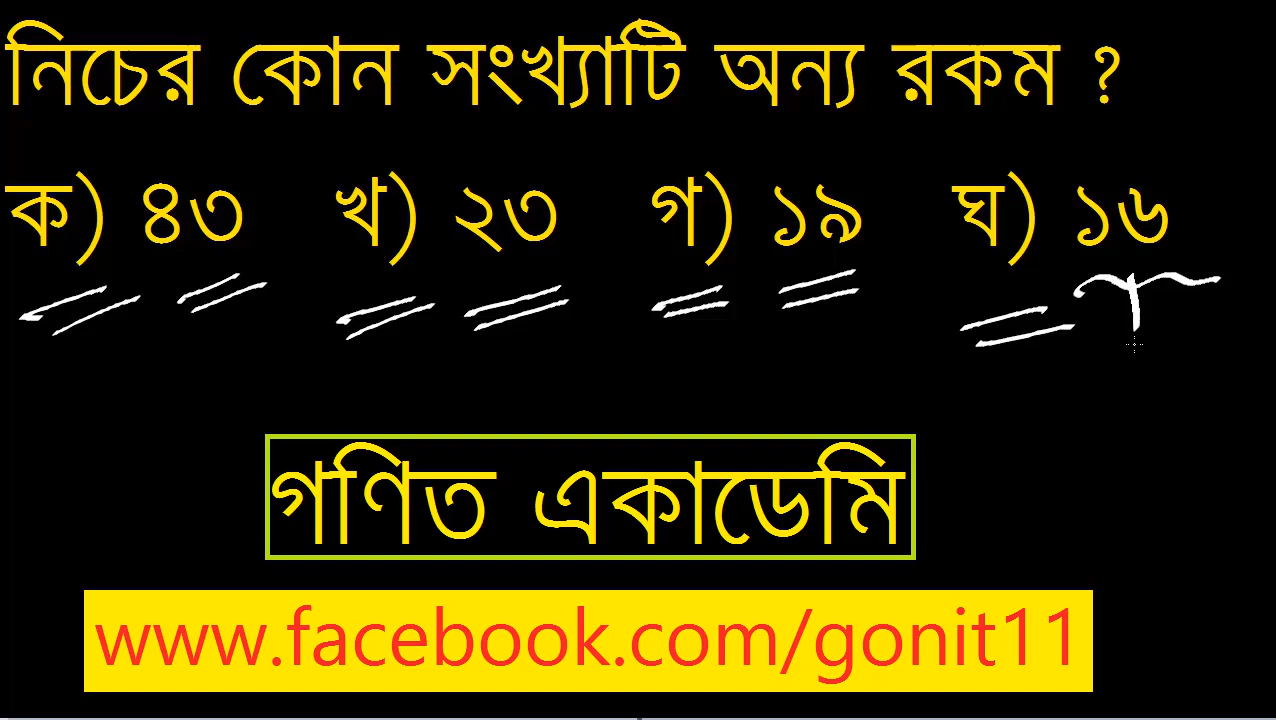 নিচের কোন সংখ্যাটি অন্য রকম ?
ক) ৪৩ খ) ২৩ গ) ১৯ ঘ) ১৬
গণিত একাডেমি
www.facebook.com/gonit11